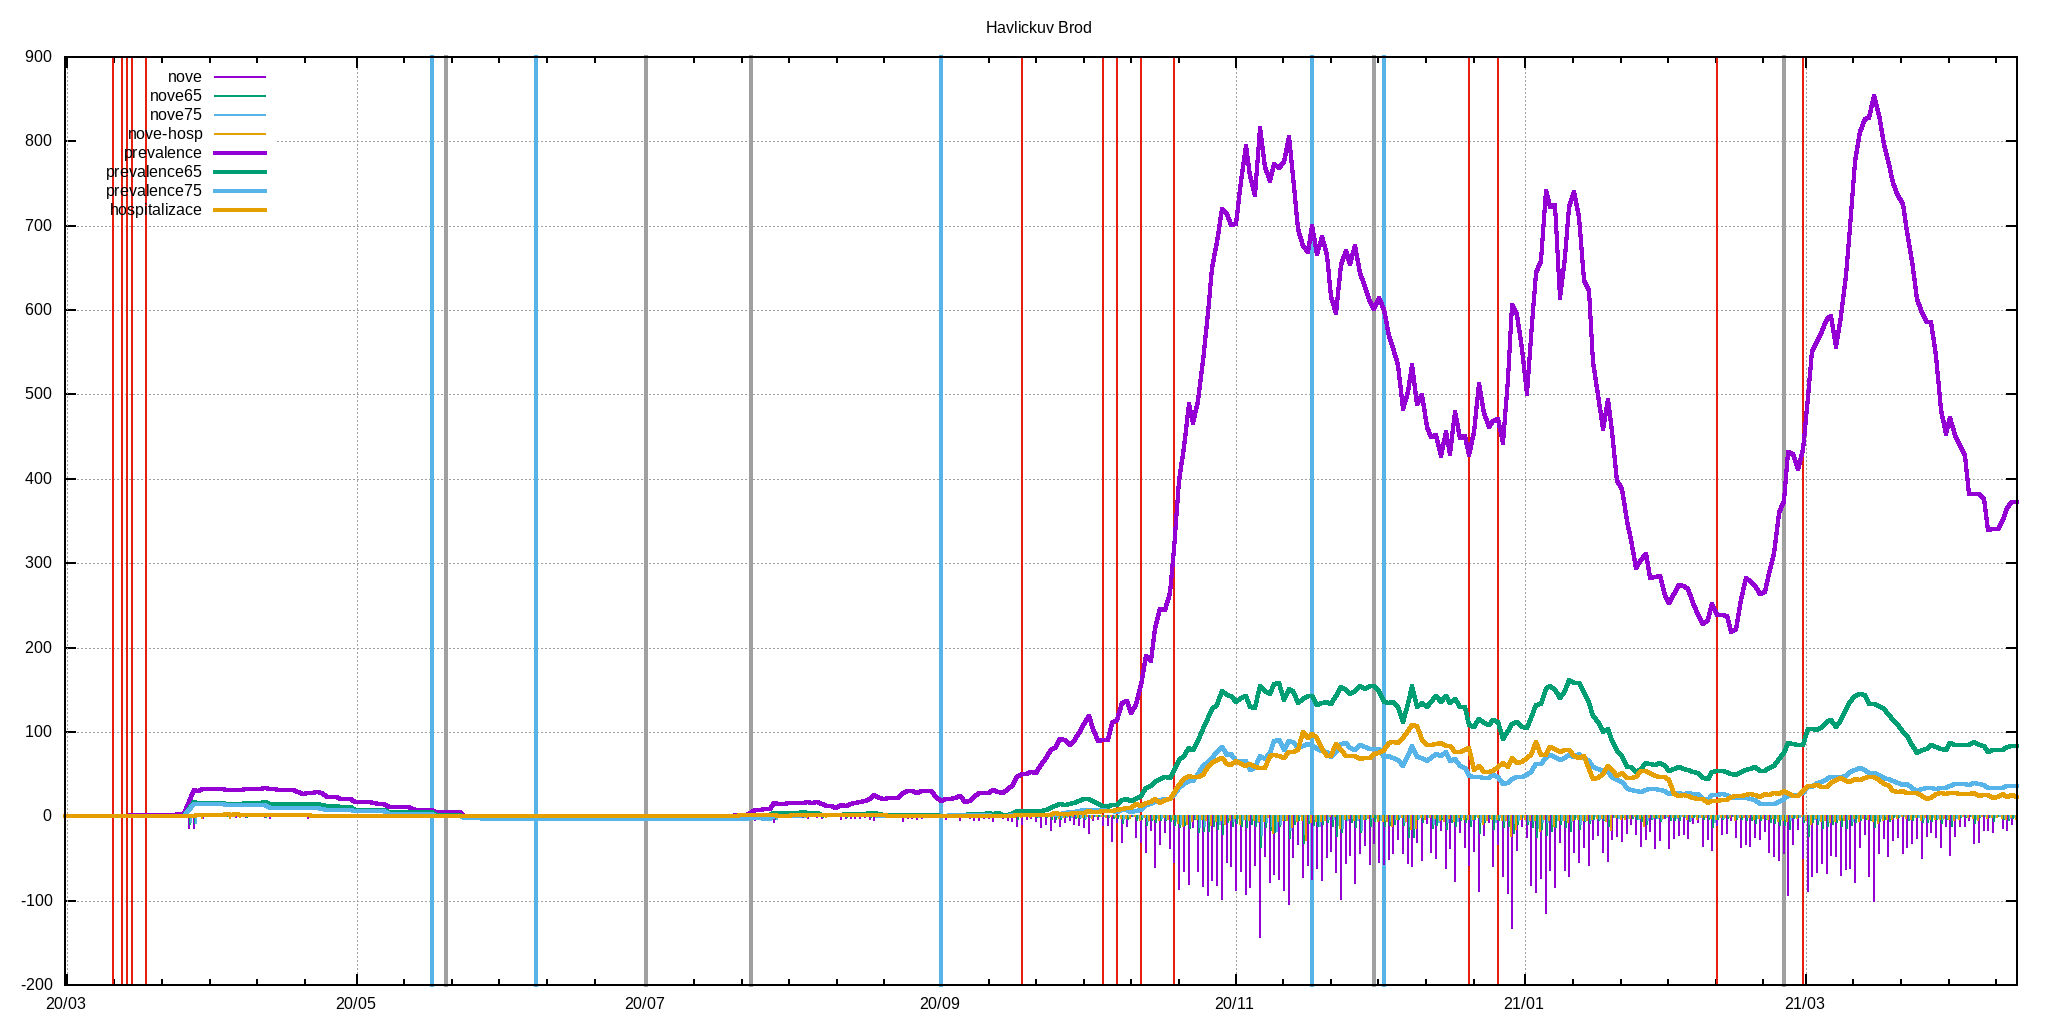 Havlickuv Brod
900
800
700
600
500
400
300
200
100
0
-100
-200
nove
nove65
nove75
nove-hosp
prevalence
prevalence65
prevalence75
hospitalizace
20/03 20/05 20/07 20/09 20/11 21/01 21/03